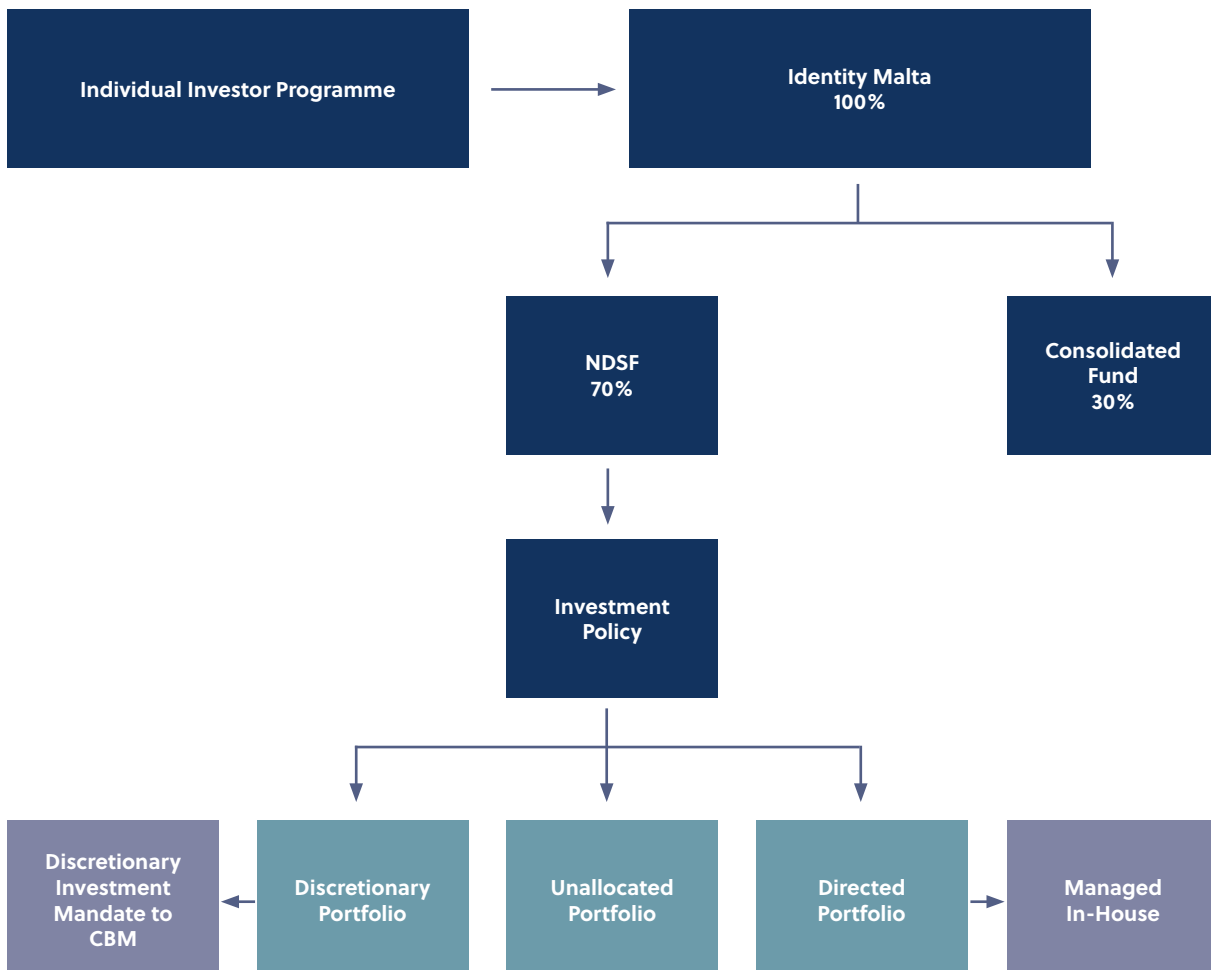 Individual Investor Programme
Identity Malta
100%
NDSF
70%
Consolidated
Fund
30%
Investment
Policy
Discretionary
Investment
Mandate to
CBM
Discretionary
Portfolio
Unallocated
Portfolio
Directed
Portfolio
Managed
In-House